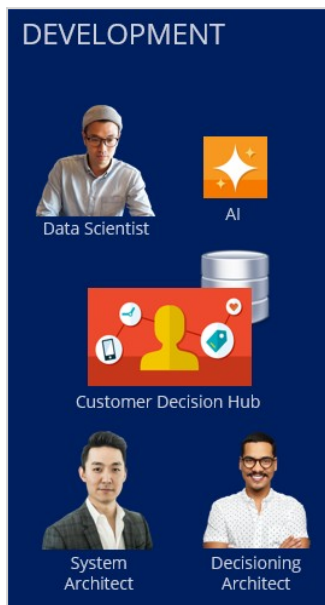 DEVELOPMENT
Data Scientist
AI
Customer Decision Hub
System
Architect
Decisioning
Architect